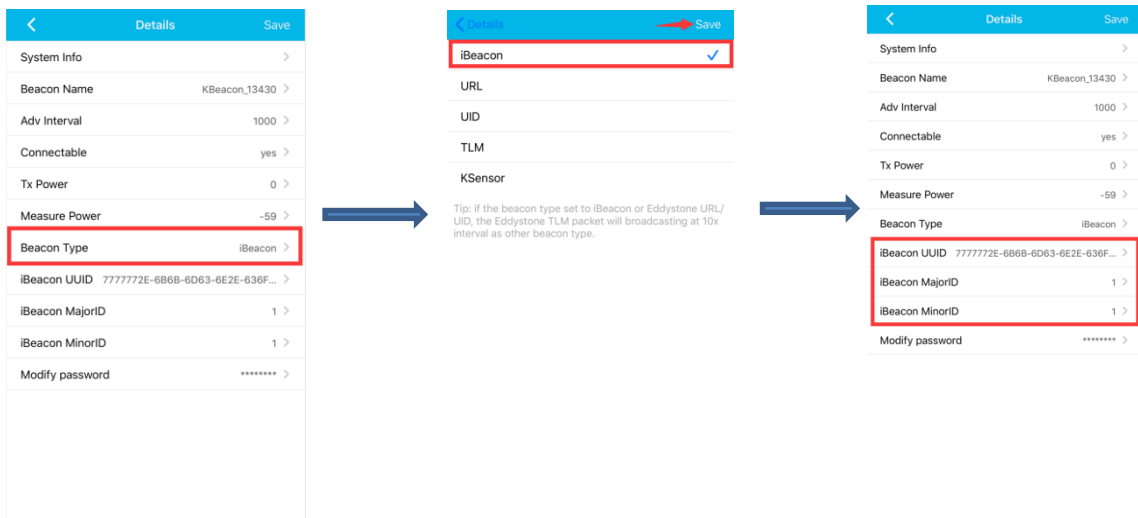 Details Save
System Info
Beacon Name KBeacon_13430
Adv Interval 1000
Connectable yes
Tx Power 0
Measure Power -59
Beacon Type iBeacon
iBeacon UUID 7777772E-6B6B-6D63-6E2E-636F...
iBeacon MajorID 1
iBeacon MinorID 1
Modify password ********
Details Save
iBeacon
URL
UID
TLM
KSensor
Tip: if the beacon type set to iBeacon or Eddystone URL/
UID, the Eddystone TLM packet will broadcasting at 10x
interval as other beacon type.
Details Save
System Info
Beacon Name KBeacon_13430
Adv Interval 1000
Connectable yes
Tx Power 0
Measure Power -59
Beacon Type iBeacon
iBeacon UUID 7777772E-6B6B-6D63-6E2E-636F...
iBeacon MajorID 1
iBeacon MinorID 1
Modify password ********